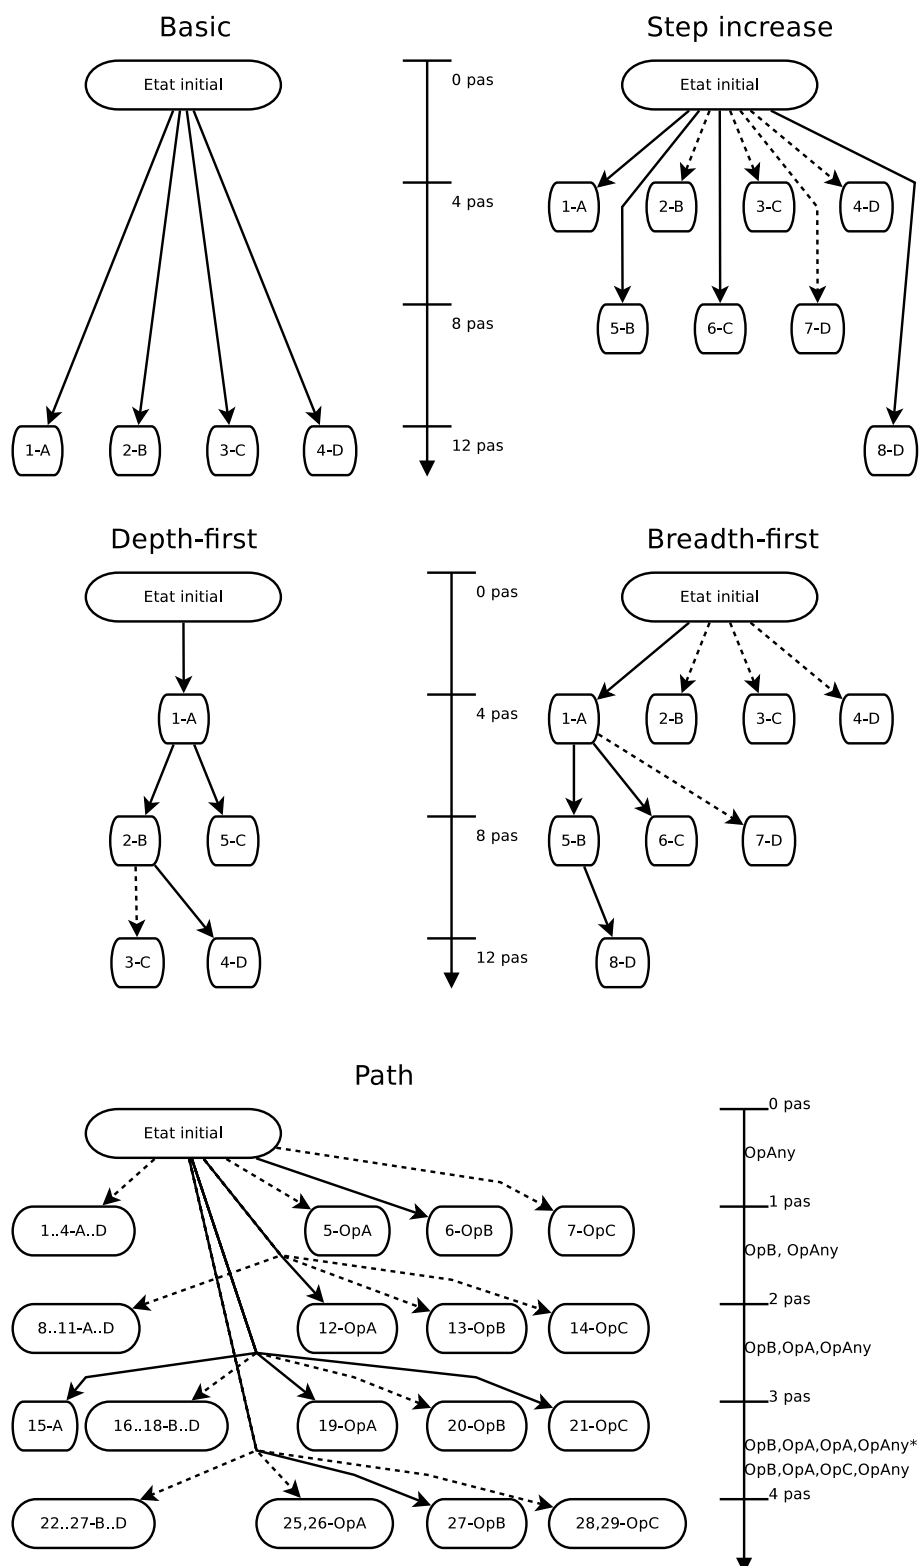 Basic
Step increase
Etat initial
0 pas
Etat initial
4 pas
1-A
2-B
3-C
4-D
8 pas
5-B
6-C
7-D
12 pas
1-A
2-B
3-C
4-D
8-D
Depth-first
Breadth-first
Etat initial
0 pas
Etat initial
1-A
4 pas
1-A
2-B
3-C
4-D
2-B
5-C
8 pas
5-B
6-C
7-D
3-C
4-D
12 pas
8-D
Path
0 pas
Etat initial
OpAny
1 pas
1..4-A..D
5-OpA
6-OpB
7-OpC
OpB, OpAny
2 pas
8..11-A..D
12-OpA
13-OpB
14-OpC
OpB,OpA,OpAny
3 pas
15-A
16..18-B..D
19-OpA
20-OpB
21-OpC
OpB,OpA,OpA,OpAny*
OpB,OpA,OpC,OpAny
4 pas
22..27-B..D
25,26-OpA
27-OpB
28,29-OpC